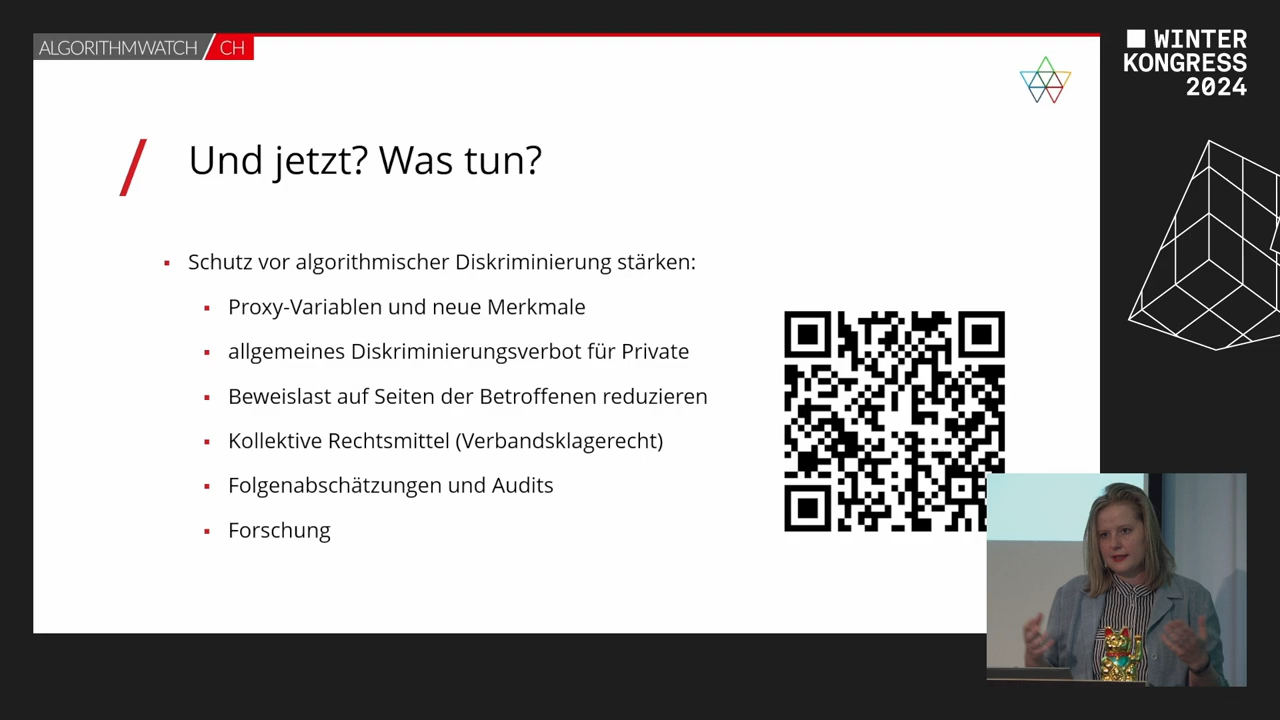 ALGORITHMWATCH / CH
WINTER
KONGRESS
2024
Und jetzt? Was tun?
Schutz vor algorithmischer Diskriminierung stärken:
Proxy-Variablen und neue Merkmale
allgemeines Diskriminierungsverbot für Private
Beweislast auf Seiten der Betroffenen reduzieren
Kollektive Rechtsmittel (Verbandsklagerecht)
Folgenabschätzungen und Audits
Forschung